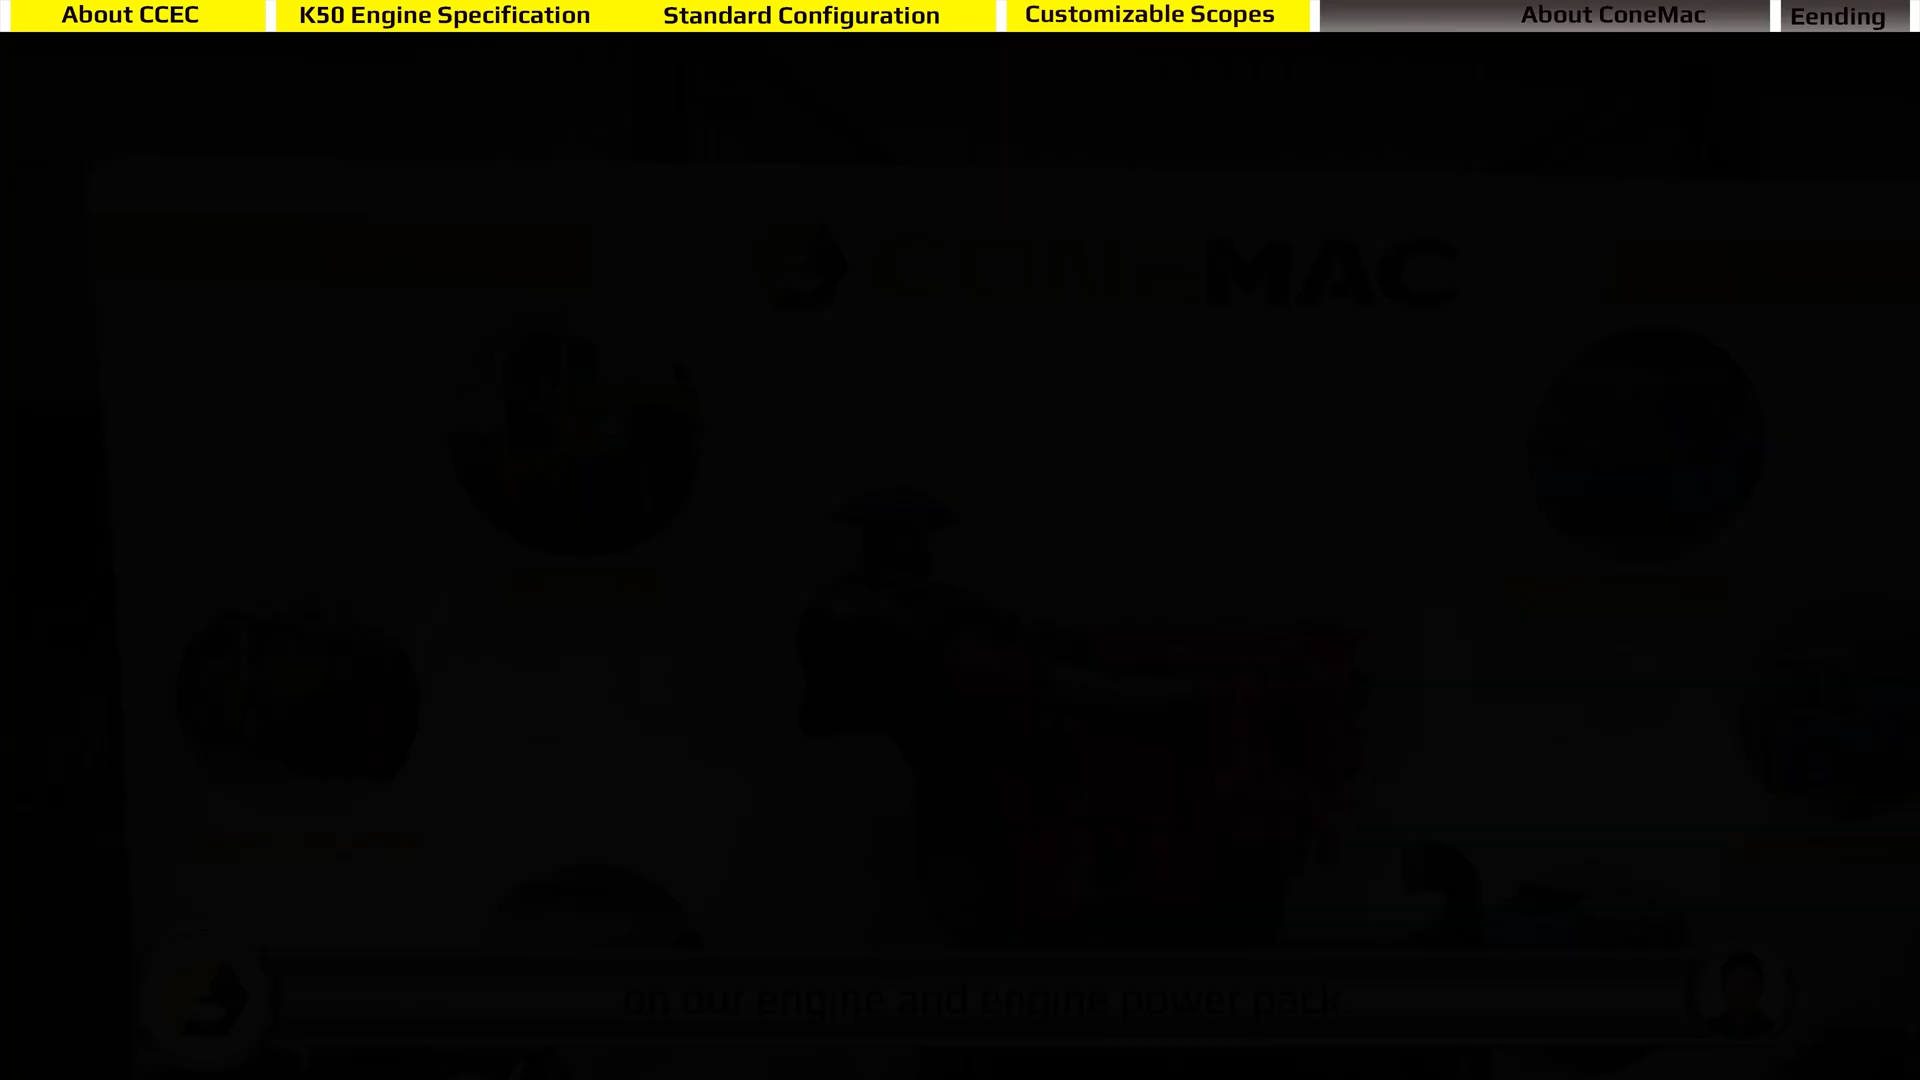 About CCEC
K50 Engine Specification
Standard Configuration
Customizable Scopes
About ConeMac
Eending
CONEMAC
on our engine and engine power pack